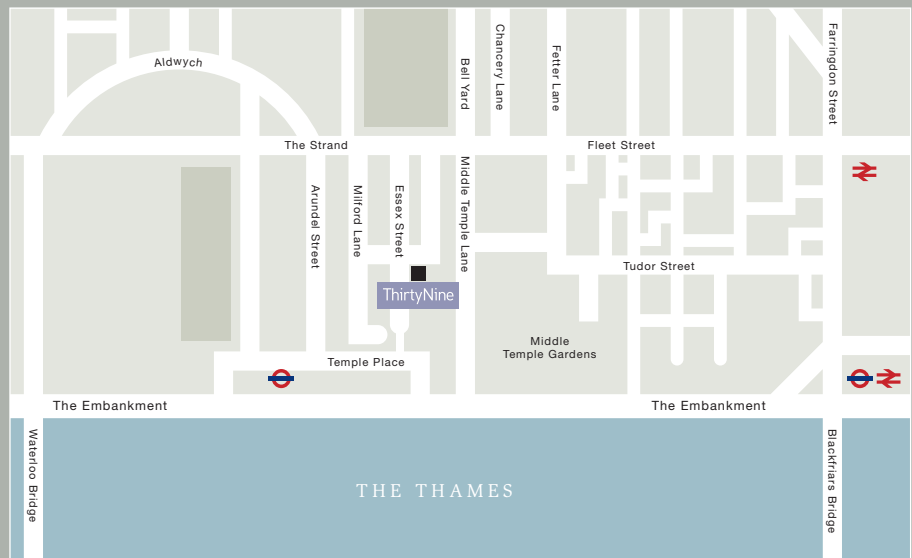 Aldwych
Bell Yard
Chancery Lane
Fetter Lane
Farringdon Street
The Strand
Fleet Street
Arundel Street
Milford Lane
Essex Street
Middle Temple Lane
Tudor Street
ThirtyNine
Middle
Temple Gardens
Temple Place
The Embankment
The Embankment
Waterloo Bridge
Blackfriars Bridge
THE THAMES